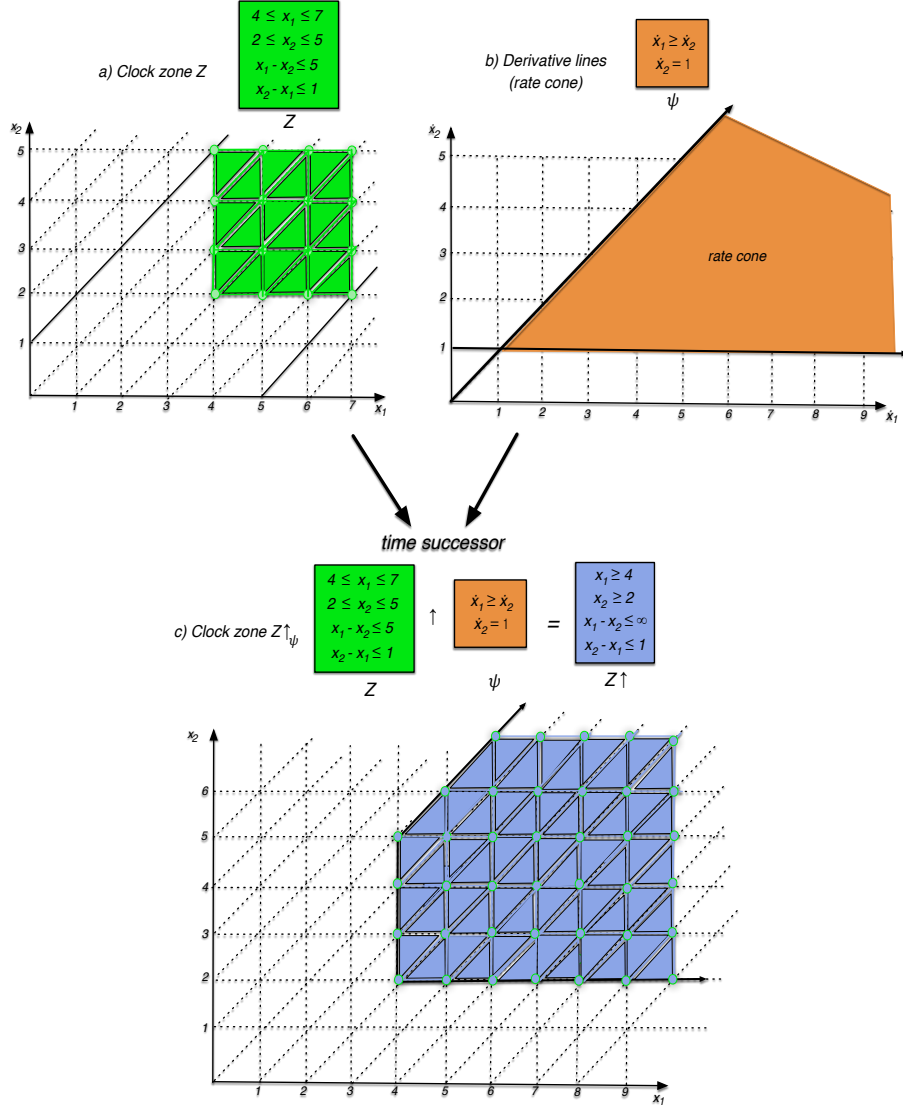 4 ≤ x₁ ≤ 7
2 ≤ x₂ ≤ 5
x₁ - x₂ ≤ 5
x₂ - x₁ ≤ 1
Z
a) Clock zone Z
ẋ₁ ≥ ẋ₂
ẋ₂ = 1
ψ
b) Derivative lines
(rate cone)
x₂
5
4
3
2
1
1 2 3 4 5 6 7
x₁
ẋ₂
5
4
3
2
1
rate cone
1 2 3 4 5 6 7 8 9 ẋ₁
time successor
c) Clock zone Z↑ψ
4 ≤ x₁ ≤ 7
2 ≤ x₂ ≤ 5
x₁ - x₂ ≤ 5
x₂ - x₁ ≤ 1
Z
↑
ẋ₁ ≥ ẋ₂
ẋ₂ = 1
ψ
=
x₁ ≥ 4
x₂ ≥ 2
x₁ - x₂ ≤ ∞
x₂ - x₁ ≤ 1
Z↑
x₂
6
5
4
3
2
1
1 2 3 4 5 6 7 8 9
x₁